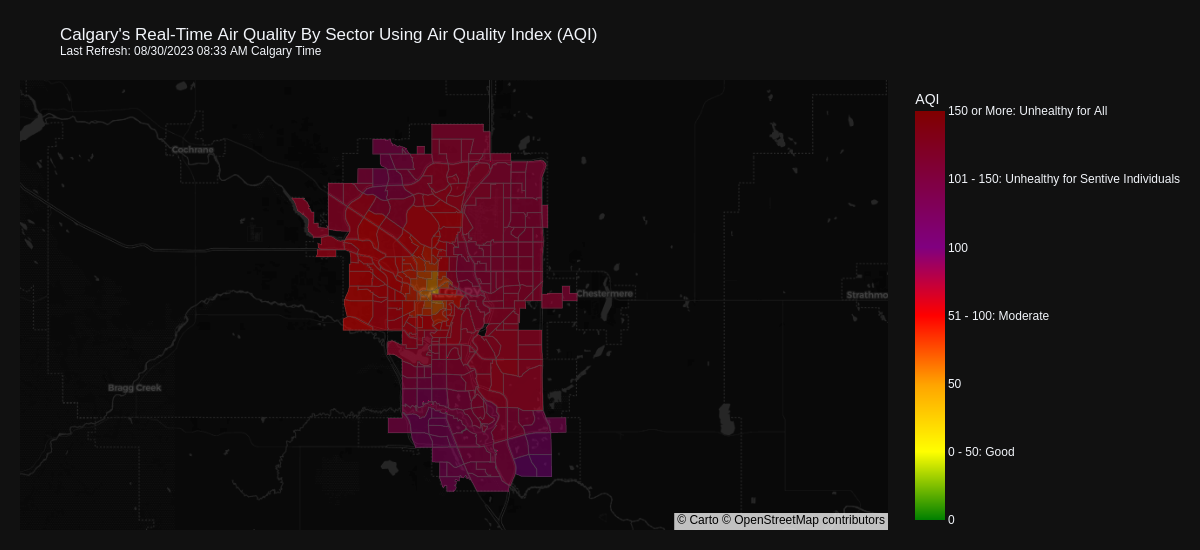 Calgary's Real-Time Air Quality By Sector Using Air Quality Index (AQI)
Last Refresh: 08/30/2023 08:33 AM Calgary Time
AQI
150 or More: Unhealthy for All
Cochrane
101 - 150: Unhealthy for Sentive Individuals
100
CALGARY
Chestermere
Strathmo
51 - 100: Moderate
Bragg Creek
50
0 - 50: Good
© Carto © OpenStreetMap contributors
0